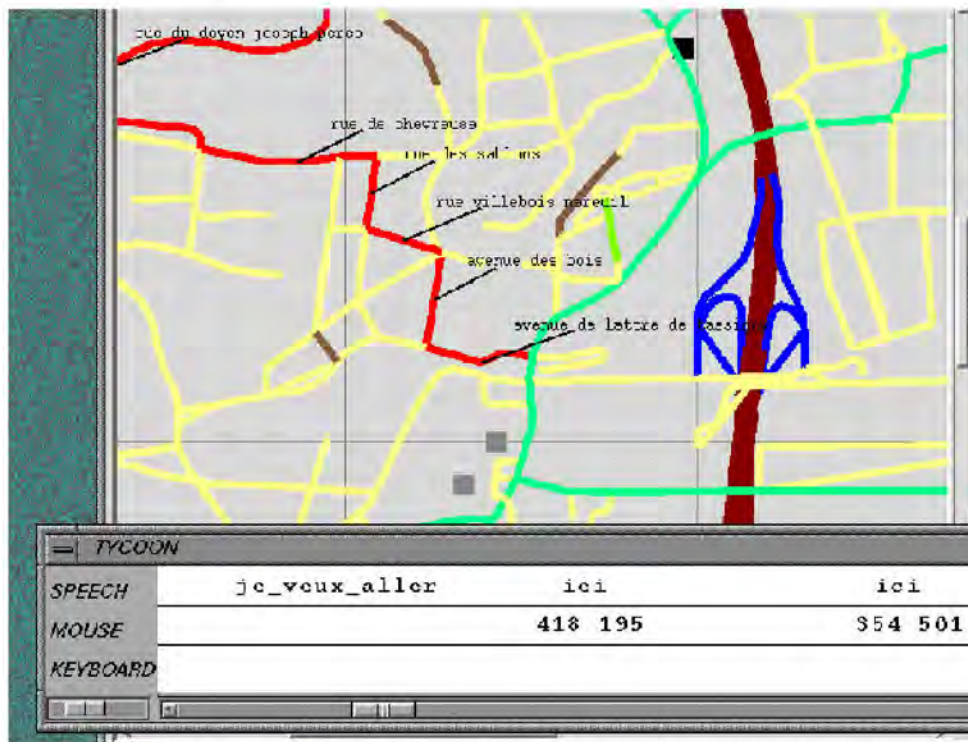 rue du doyen joseph poroo
rue de chevreuse
rue des sablons
rue villebois mareuil
avenue des bois
avenue de lattre de tassigny
TYCOON
SPEECH je_veux_aller ici ici
MOUSE 418 195 354 501
KEYBOARD